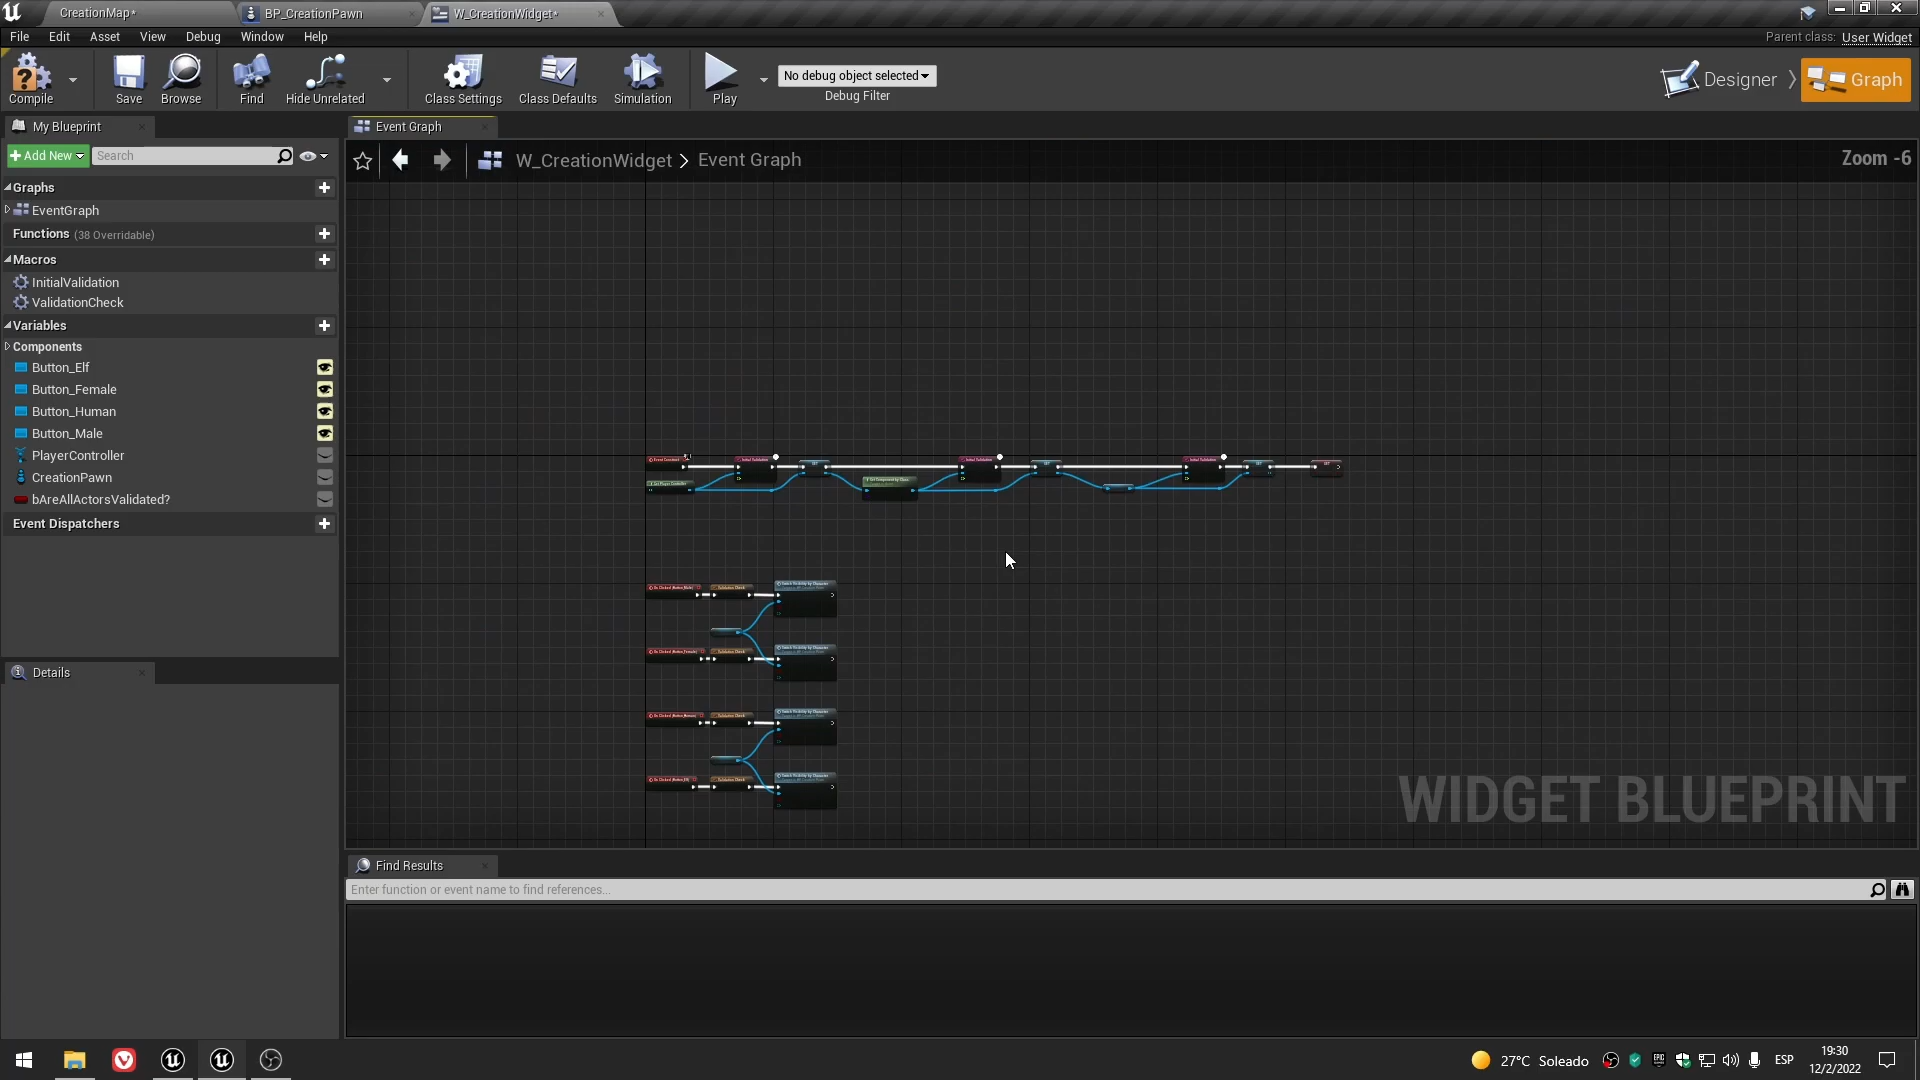 CreationMap*
BP_CreationPawn
W_CreationWidget*
File
Edit
Asset
View
Debug
Window
Help
Parent class: User Widget
Compile
Save
Browse
Find
Hide Unrelated
Class Settings
Class Defaults
Simulation
Play
No debug object selected
Debug Filter
Designer
Graph
My Blueprint
Event Graph
Add New
Search
W_CreationWidget > Event Graph
Zoom -6
Graphs
EventGraph
Functions (38 Overridable)
Macros
InitialValidation
ValidationCheck
Variables
Components
Button_Elf
Button_Female
Button_Human
Button_Male
PlayerController
CreationPawn
bAreAllActorsValidated?
Event Dispatchers
Details
WIDGET BLUEPRINT
Find Results
Enter function or event name to find references...
27°C Soleado
ESP
19:30
12/2/2022